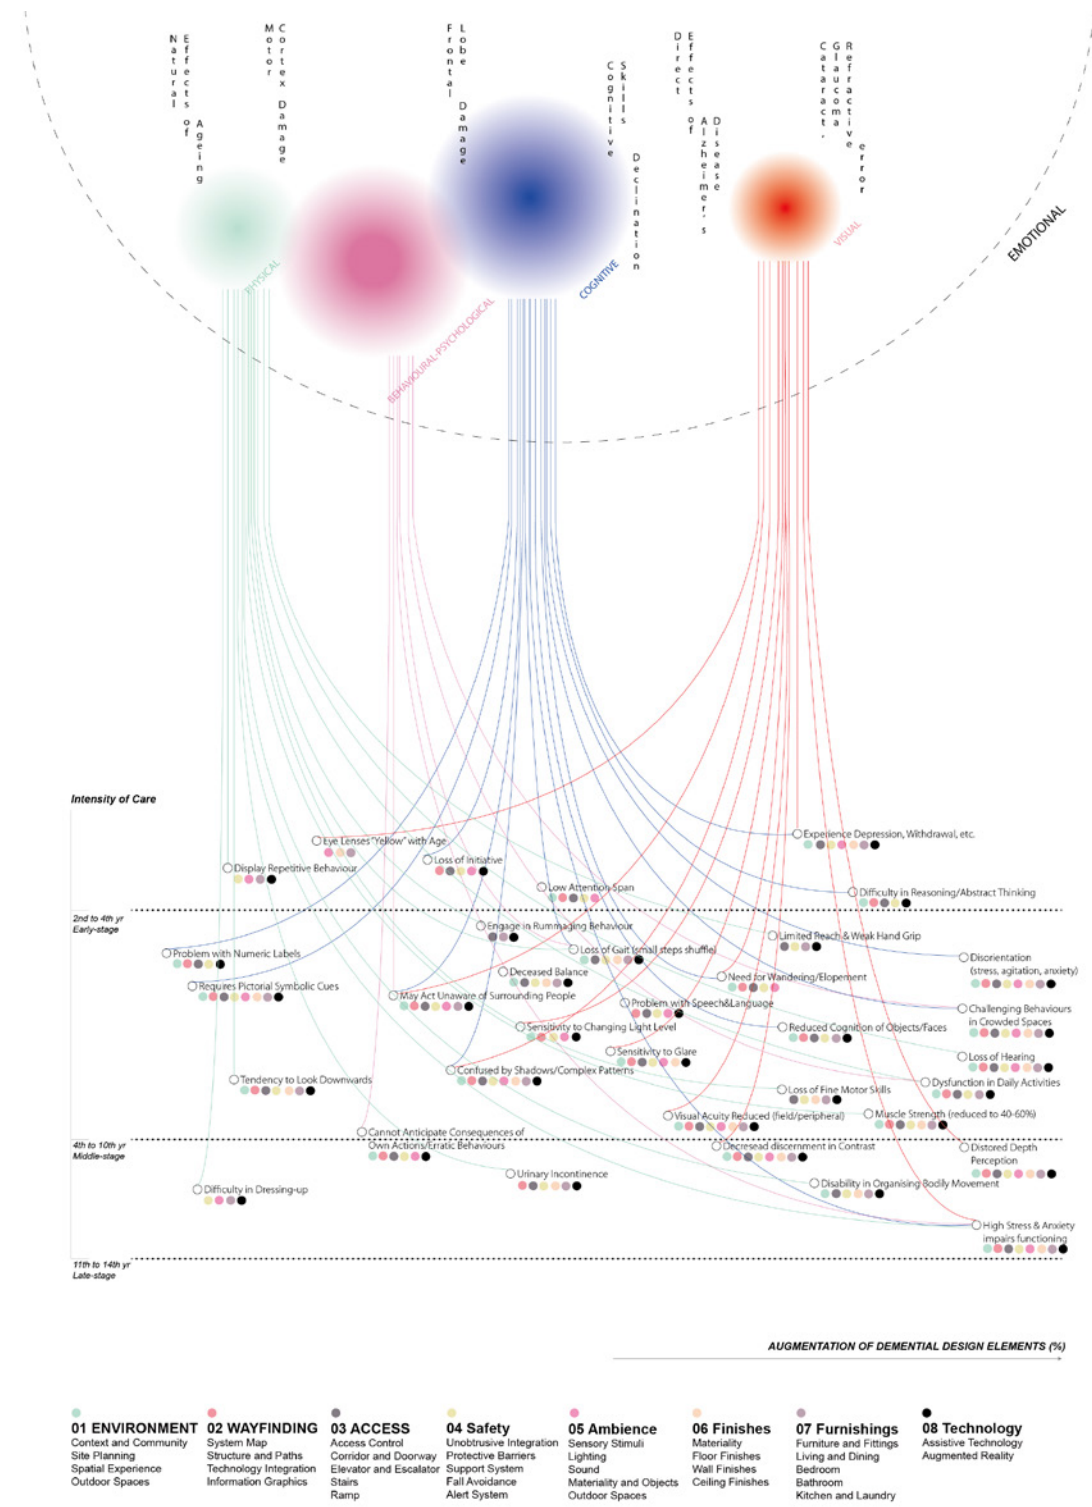 Natural
Effects of
Ageing
Motor
Cortex Damage
Frontal
Lobe Damage
Cognitive
Skills
Declination
Direct
Effects of
Alzheimer's
Disease
Cataract,
Glaucoma
Refractive
error
PHYSICAL
BEHAVIOURAL-PSYCHOLOGICAL
COGNITIVE
VISUAL
EMOTIONAL
Intensity of Care
Experience Depression, Withdrawal, etc.
Eye Lenses "Yellow" with Age
Loss of Initiative
Display Repetitive Behaviour
Low Attention Span
Difficulty in Reasoning/Abstract Thinking
2nd to 4th yr
Early-stage
Engage in Rummaging Behaviour
Limited Reach & Weak Hand Grip
Problem with Numeric Labels
Loss of Gait (small steps shuffle)
Disorientation
(stress, agitation, anxiety)
Deceased Balance
Need for Wandering/Elopement
Requires Pictorial Symbolic Cues
May Act Unaware of Surrounding People
Problem with Speech&Language
Challenging Behaviours
in Crowded Spaces
Sensitivity to Changing Light Level
Reduced Cognition of Objects/Faces
Sensitivity to Glare
Loss of Hearing
Confused by Shadows/Complex Patterns
Tendency to Look Downwards
Dysfunction in Daily Activities
Loss of Fine Motor Skills
Visual Acuity Reduced (field/peripheral)
Muscle Strength (reduced to 40-60%)
Cannot Anticipate Consequences of
Own Actions/Erratic Behaviours
4th to 10th yr
Middle-stage
Decresead discernment in Contrast
Distored Depth
Perception
Urinary Incontinence
Disability in Organising Bodily Movement
Difficulty in Dressing-up
High Stress & Anxiety
impairs functioning
11th to 14th yr
Late-stage
AUGMENTATION OF DEMENTIAL DESIGN ELEMENTS (%)
01 ENVIRONMENT
Context and Community
Site Planning
Spatial Experience
Outdoor Spaces
02 WAYFINDING
System Map
Structure and Paths
Technology Integration
Information Graphics
03 ACCESS
Access Control
Corridor and Doorway
Elevator and Escalator
Stairs
Ramp
04 Safety
Unobtrusive Integration
Protective Barriers
Support System
Fall Avoidance
Alert System
05 Ambience
Sensory Stimuli
Lighting
Sound
Materiality and Objects
Outdoor Spaces
06 Finishes
Materiality
Floor Finishes
Wall Finishes
Ceiling Finishes
07 Furnishings
Furniture and Fittings
Living and Dining
Bedroom
Bathroom
Kitchen and Laundry
08 Technology
Assistive Technology
Augmented Reality